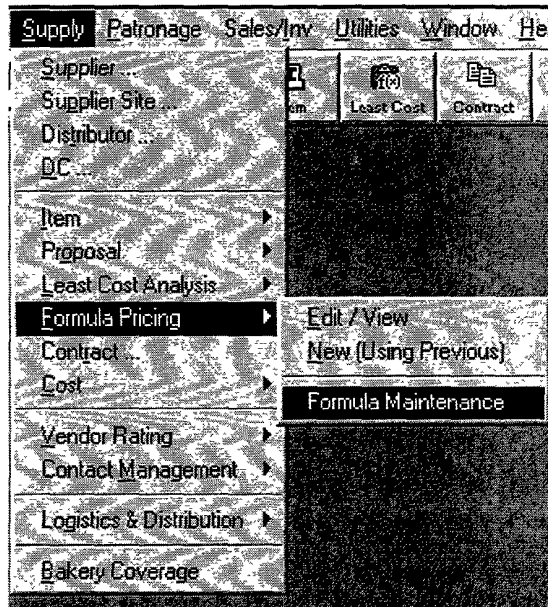 Supply Patronage Sales/Inv Utilities Window He
Supplier ...
Supplier Site ...
Distributor ...
DC ...
em
Least Cost
Contract
Item
Proposal
Least Cost Analysis
Formula Pricing
Edit / View
Contract ...
New (Using Previous)
Cost
Formula Maintenance
Vendor Rating
Contact Management
Logistics & Distribution
Bakery Coverage